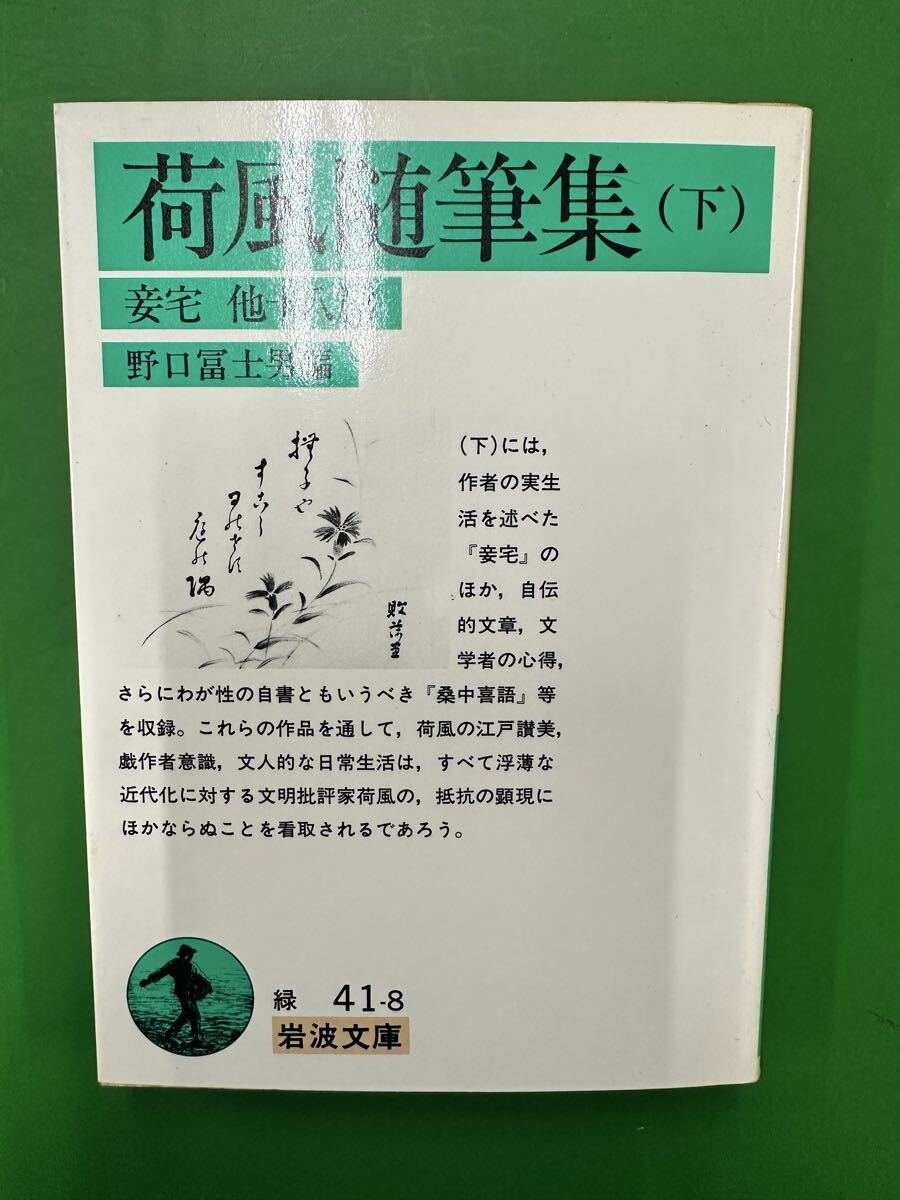 荷風随筆集(下)
妾宅 他十八篇
野口冨士男編
(下)には,
作者の実生
活を述べた
『妾宅』の
ほか, 自伝
的文章, 文
学者の心得,
さらにわが性の自書ともいうべき『桑中喜語』等
を収録。これらの作品を通して, 荷風の江戸讃美,
戯作者意識, 文人的な日常生活は, すべて浮薄な
近代化に対する文明批評家荷風の, 抵抗の顕現に
ほかならぬことを看取されるであろう。
緑 41-8
岩波文庫